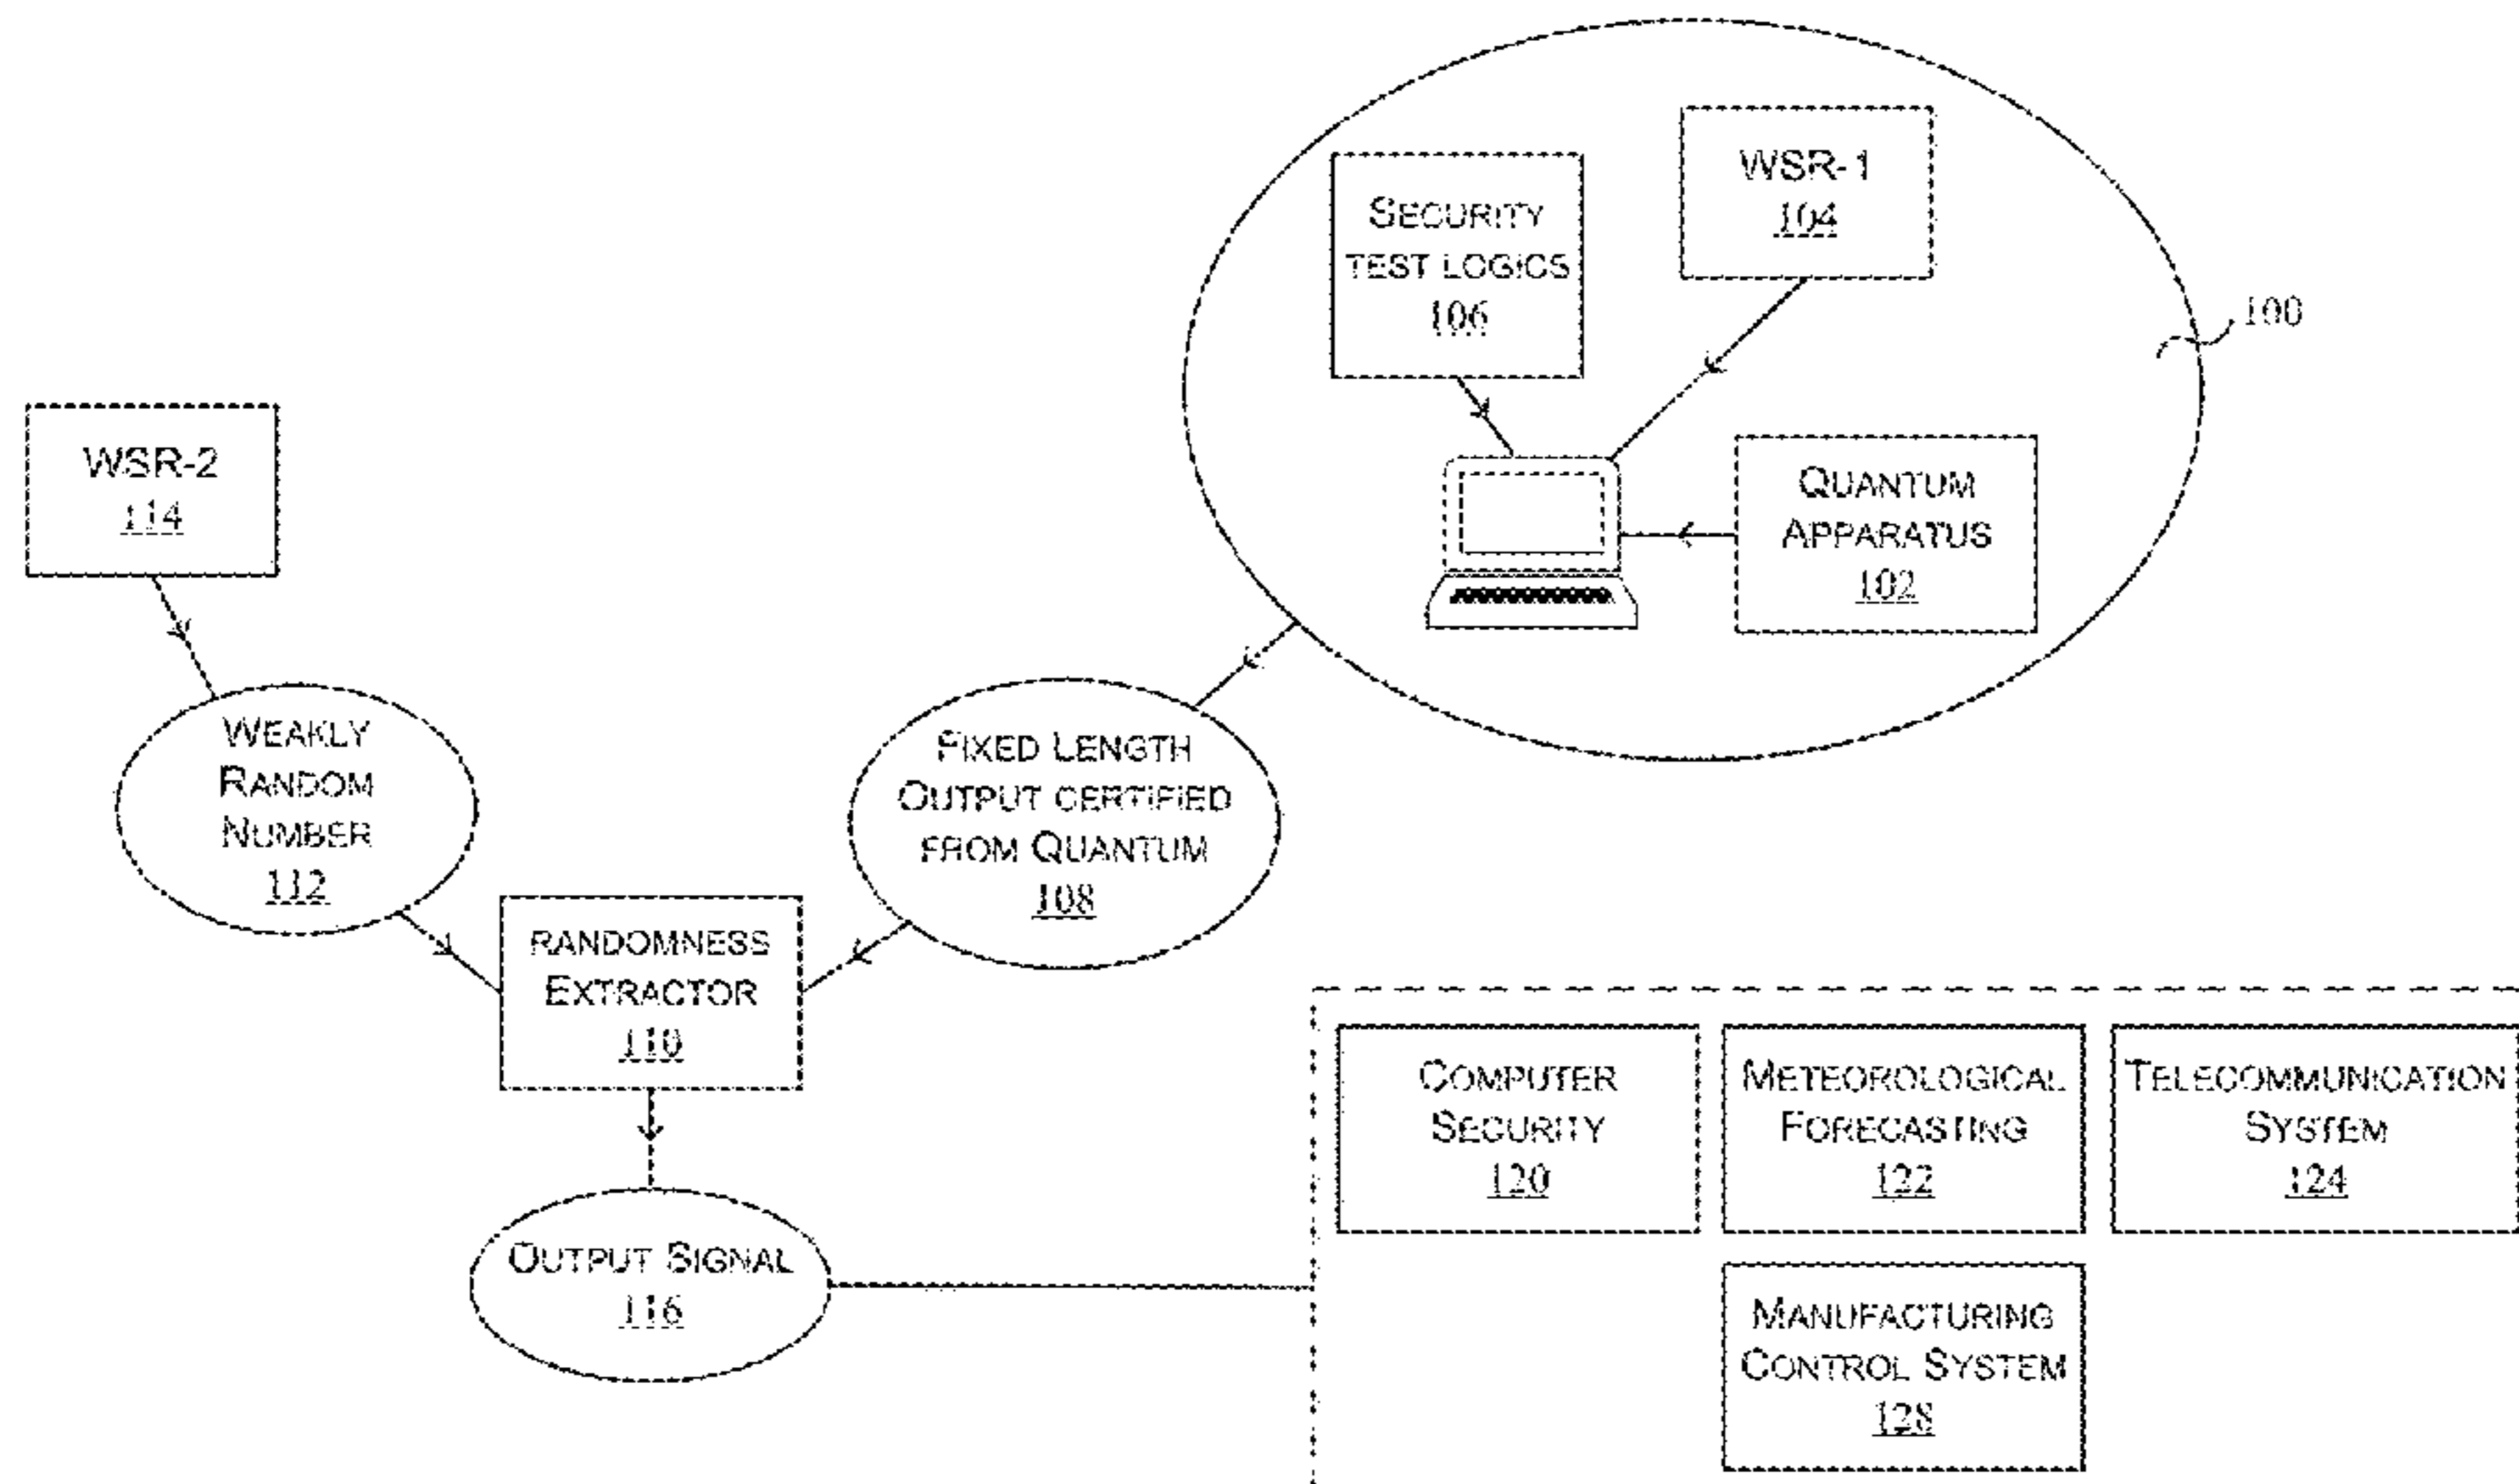 WSR-1
104
SECURITY
TEST LOGICS
106
100
WSR-2
114
QUANTUM
APPARATUS
102
WEAKLY
RANDOM
NUMBER
112
FIXED LENGTH
OUTPUT CERTIFIED
FROM QUANTUM
108
RANDOMNESS
EXTRACTOR
110
COMPUTER
SECURITY
120
METEOROLOGICAL
FORECASTING
122
TELECOMMUNICATION
SYSTEM
124
OUTPUT SIGNAL
116
MANUFACTURING
CONTROL SYSTEM
128